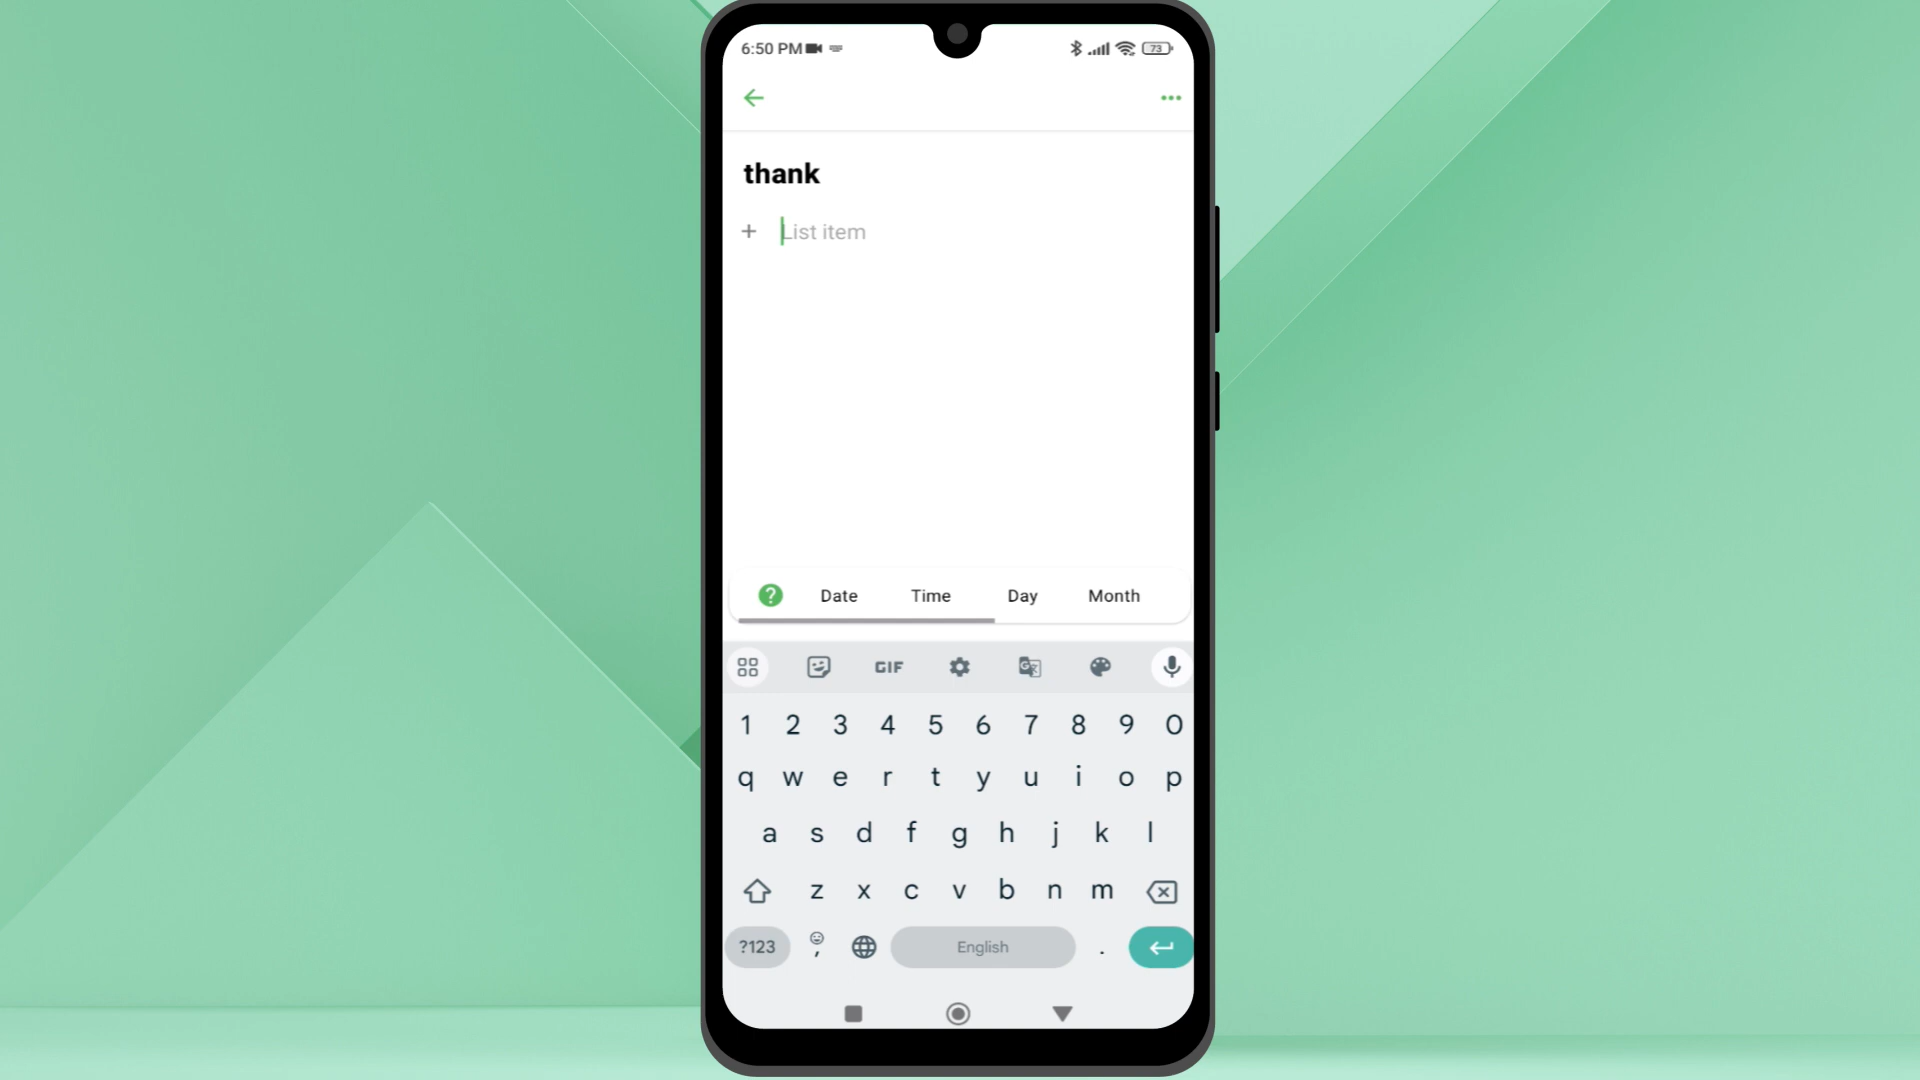 6:50 PM
73
thank
+ List item
? Date Time Day Month
GIF
1 2 3 4 5 6 7 8 9 0
q w e r t y u i o p
a s d f g h j k l
z x c v b n m
?123 , English .